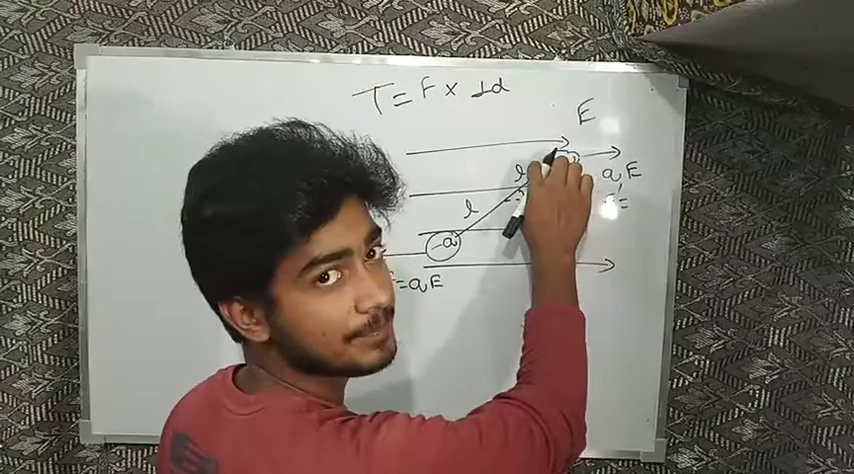 T = F x ⊥d
E
l
qE
l
-q
=qE